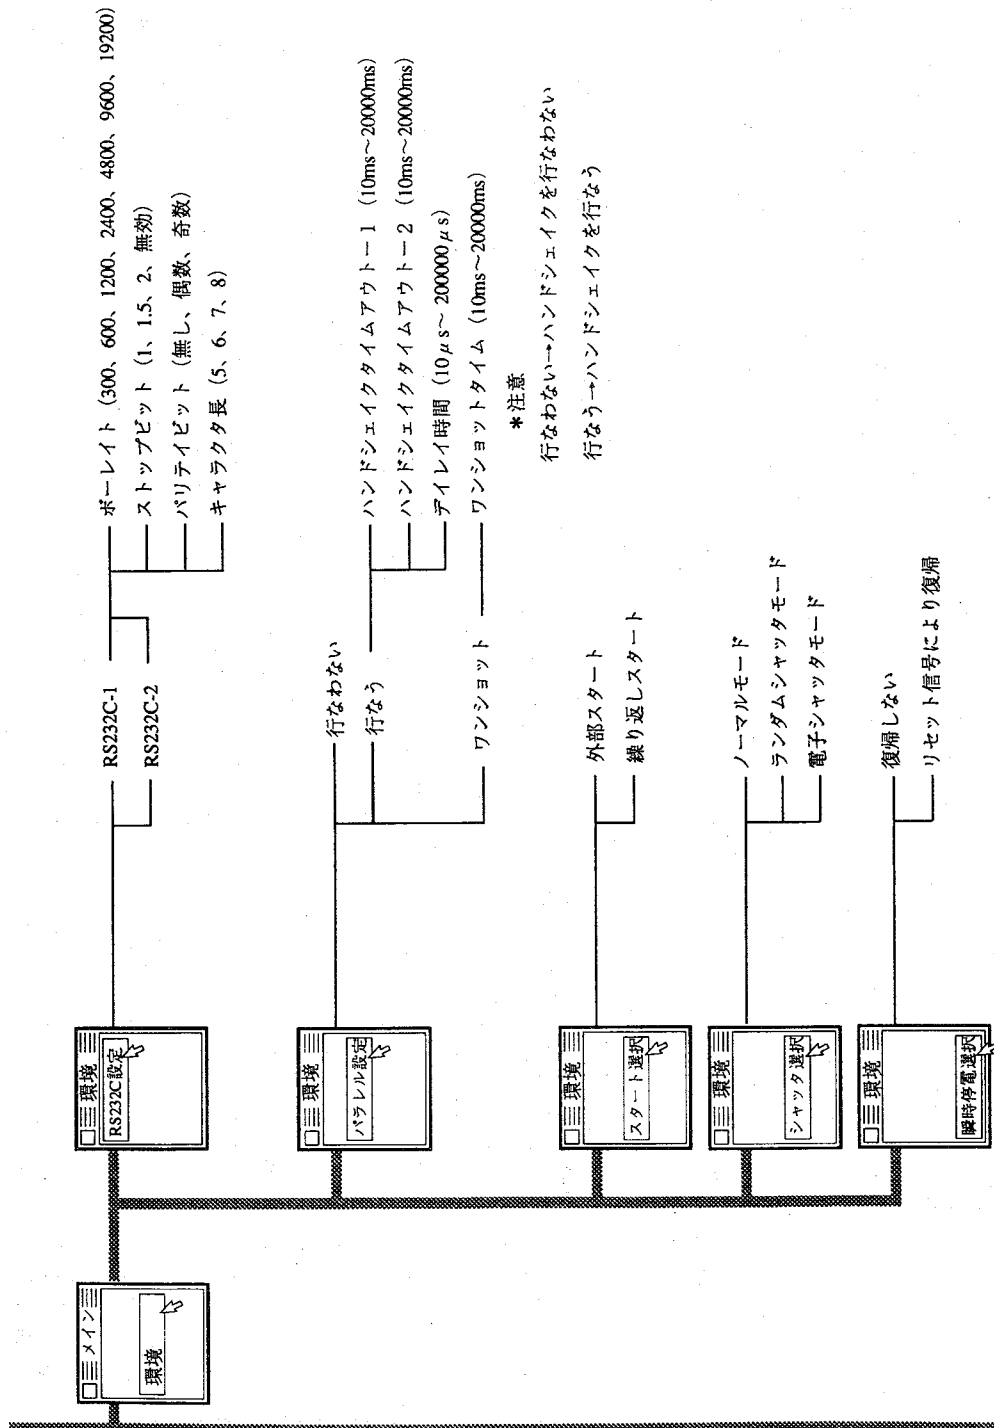 メイン
環境
環境
RS232C設定
RS232C-1
RS232C-2
ボーレイト (300、600、1200、2400、4800、9600、19200)
ストップビット (1、1.5、2、無効)
パリティビット (無し、偶数、奇数)
キャラクタ長 (5、6、7、8)
環境
パラレル設定
行なわない
行なう
ハンドシェイクタイムアウトー1 (10ms〜20000ms)
ハンドシェイクタイムアウトー2 (10ms〜20000ms)
デイレイ時間 (10μs〜200000μs)
ワンショット
ワンショットタイム (10ms〜20000ms)
*注意
行なわない→ハンドシェイクを行なわない
行なう→ハンドシェイクを行なう
環境
スタート選択
外部スタート
繰り返しスタート
環境
シャッタ選択
ノーマルモード
ランダムシャッタモード
電子シャッタモード
環境
瞬時停電選択
復帰しない
リセット信号により復帰